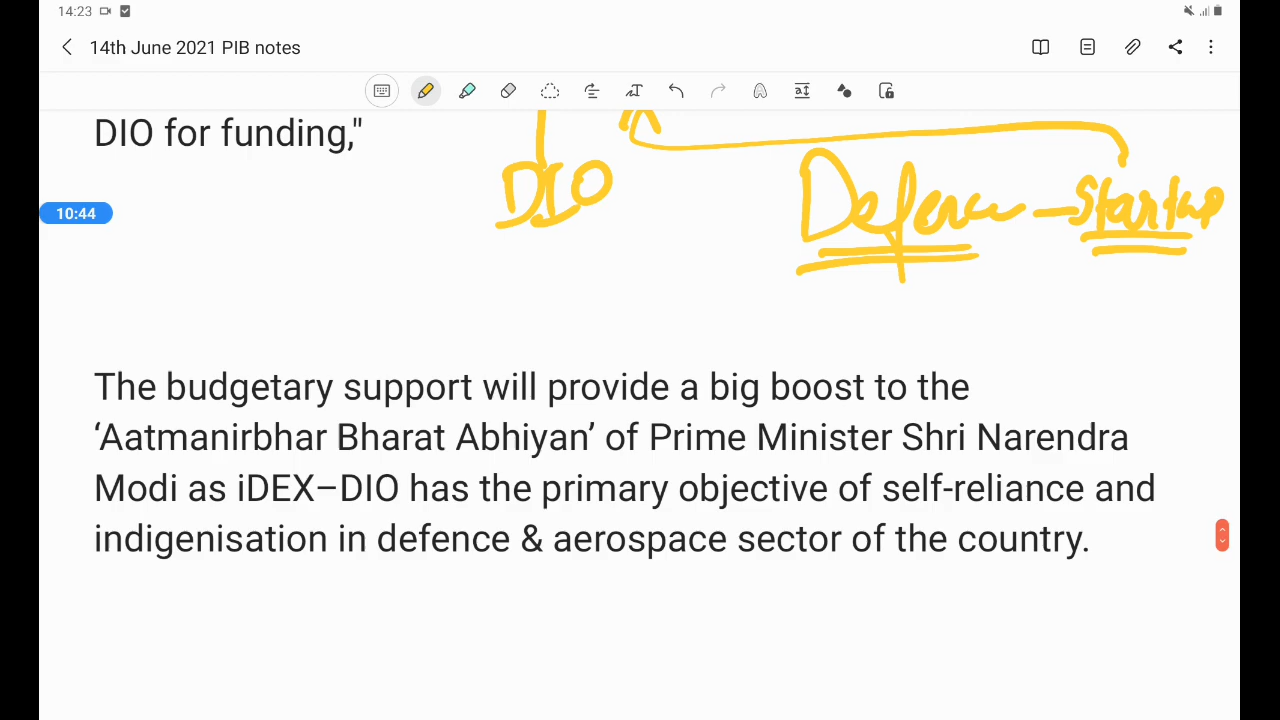 14:23
14th June 2021 PIB notes
DIO for funding,"
10:44
DIO
Defence - Startup
The budgetary support will provide a big boost to the
‘Aatmanirbhar Bharat Abhiyan’ of Prime Minister Shri Narendra
Modi as iDEX–DIO has the primary objective of self-reliance and
indigenisation in defence & aerospace sector of the country.